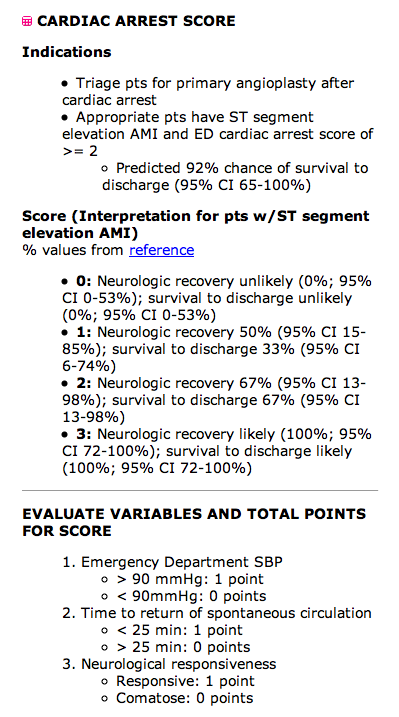 CARDIAC ARREST SCORE
Indications
• Triage pts for primary angioplasty after
cardiac arrest
• Appropriate pts have ST segment
elevation AMI and ED cardiac arrest score of
>= 2
◦ Predicted 92% chance of survival to
discharge (95% CI 65-100%)
Score (Interpretation for pts w/ST segment
elevation AMI)
% values from reference
• 0: Neurologic recovery unlikely (0%; 95%
CI 0-53%); survival to discharge unlikely
(0%; 95% CI 0-53%)
• 1: Neurologic recovery 50% (95% CI 15-
85%); survival to discharge 33% (95% CI
6-74%)
• 2: Neurologic recovery 67% (95% CI 13-
98%); survival to discharge 67% (95% CI
13-98%)
• 3: Neurologic recovery likely (100%; 95%
CI 72-100%); survival to discharge likely
(100%; 95% CI 72-100%)
EVALUATE VARIABLES AND TOTAL POINTS
FOR SCORE
1. Emergency Department SBP
◦ > 90 mmHg: 1 point
◦ < 90mmHg: 0 points
2. Time to return of spontaneous circulation
◦ < 25 min: 1 point
◦ > 25 min: 0 points
3. Neurological responsiveness
◦ Responsive: 1 point
◦ Comatose: 0 points